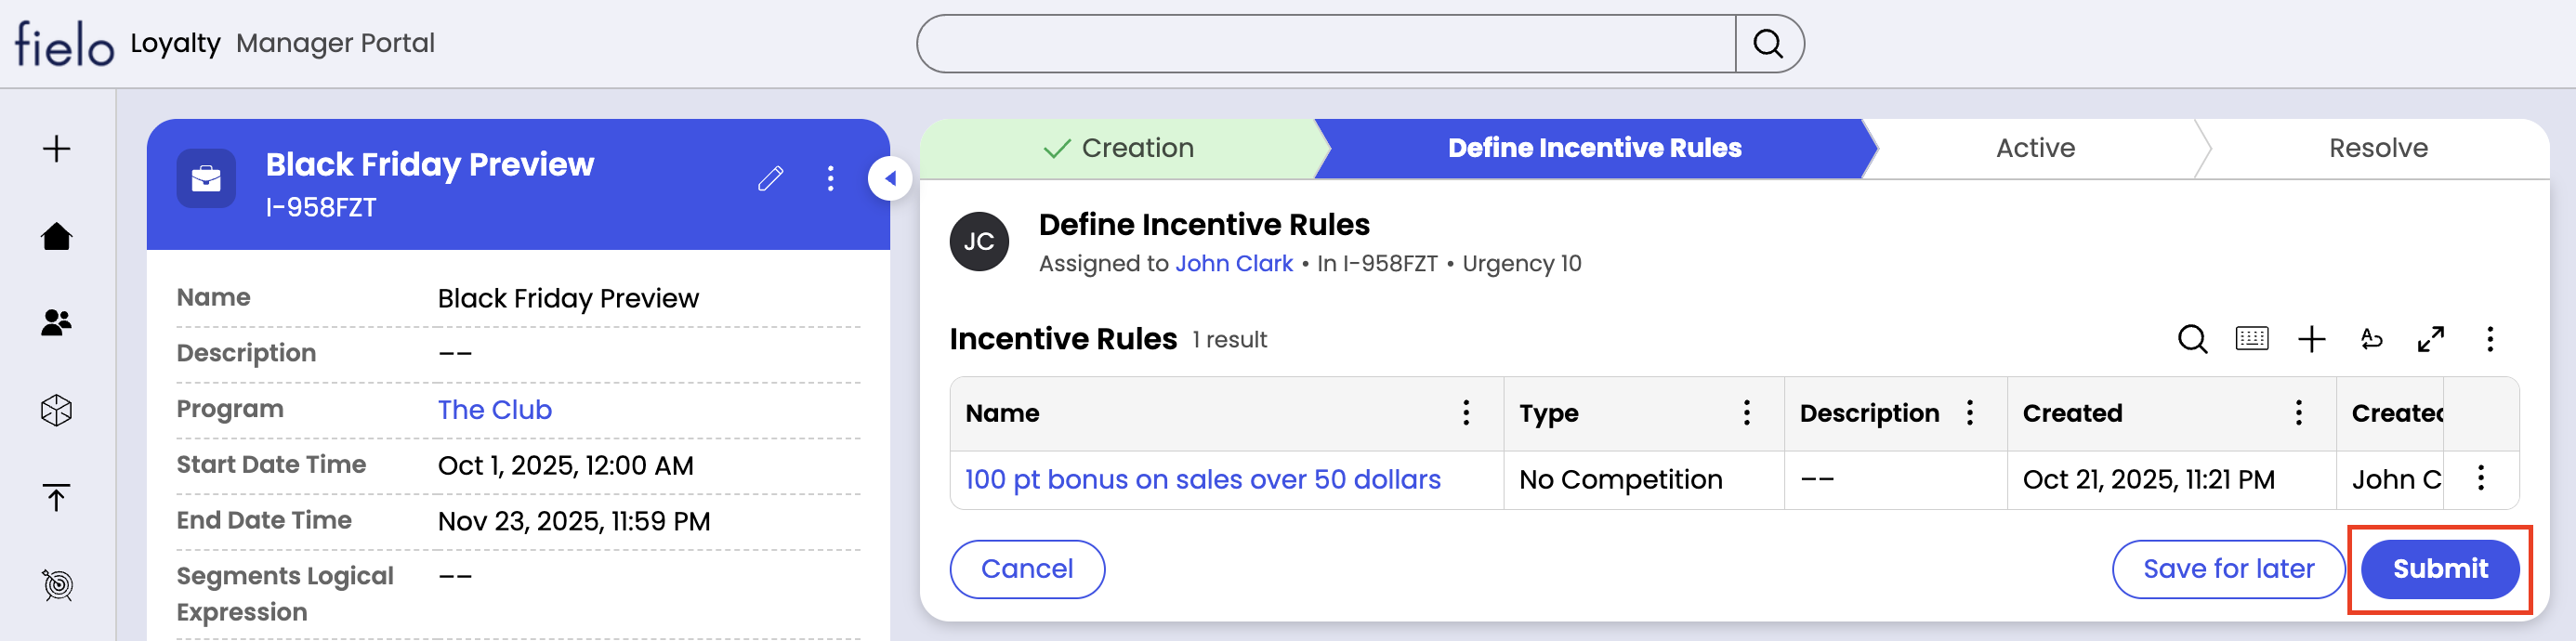 fielo Loyalty Manager Portal
Black Friday Preview
I-958FZT
Name Black Friday Preview
Description --
Program The Club
Start Date Time Oct 1, 2025, 12:00 AM
End Date Time Nov 23, 2025, 11:59 PM
Segments Logical --
Expression
Creation Define Incentive Rules Active Resolve
JC
Define Incentive Rules
Assigned to John Clark • In I-958FZT • Urgency 10
Incentive Rules 1 result
Name Type Description Created Created
100 pt bonus on sales over 50 dollars No Competition -- Oct 21, 2025, 11:21 PM John C
Cancel Save for later Submit